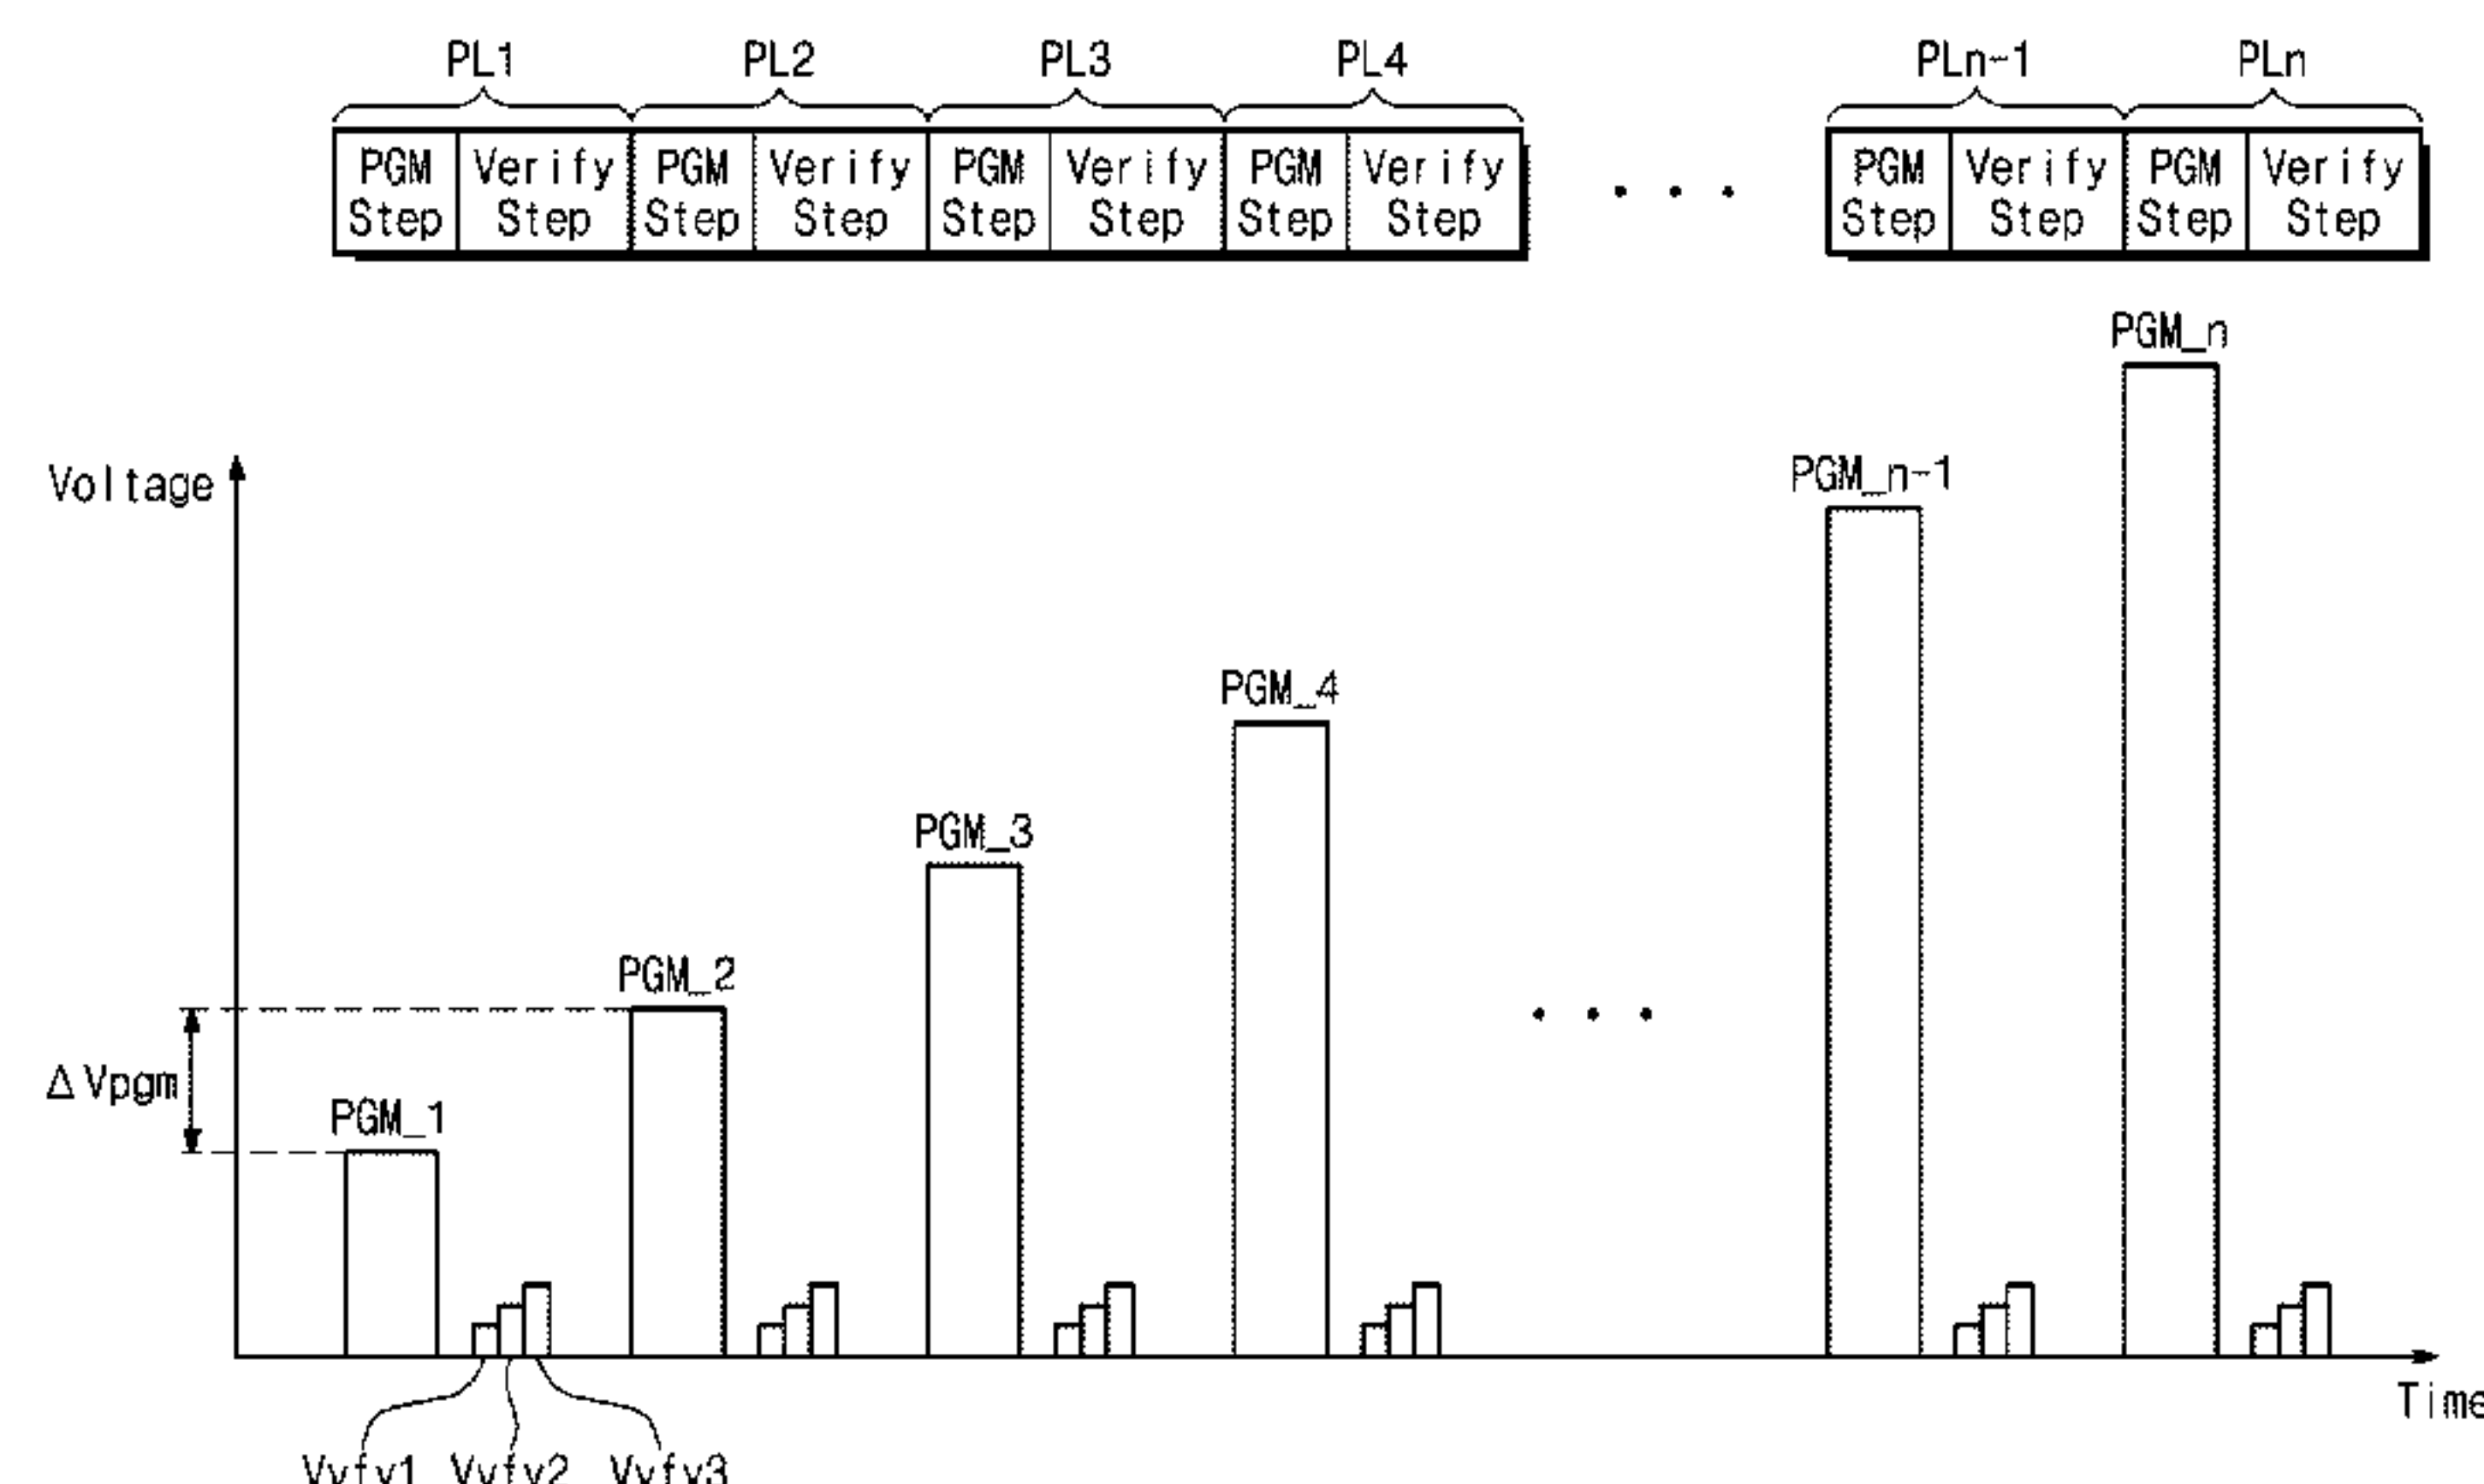 PL1 PL2 PL3 PL4 PLn-1 PLn
PGM Verify PGM Verify PGM Verify PGM Verify PGM Verify PGM Verify
Step Step Step Step Step Step Step Step . . . Step Step Step Step
PGM_n
Voltage
PGM_n-1
PGM_4
PGM_3
PGM_2
. . .
ΔVpgm
PGM_1
Time
Vvfy1 Vvfy2 Vvfy3